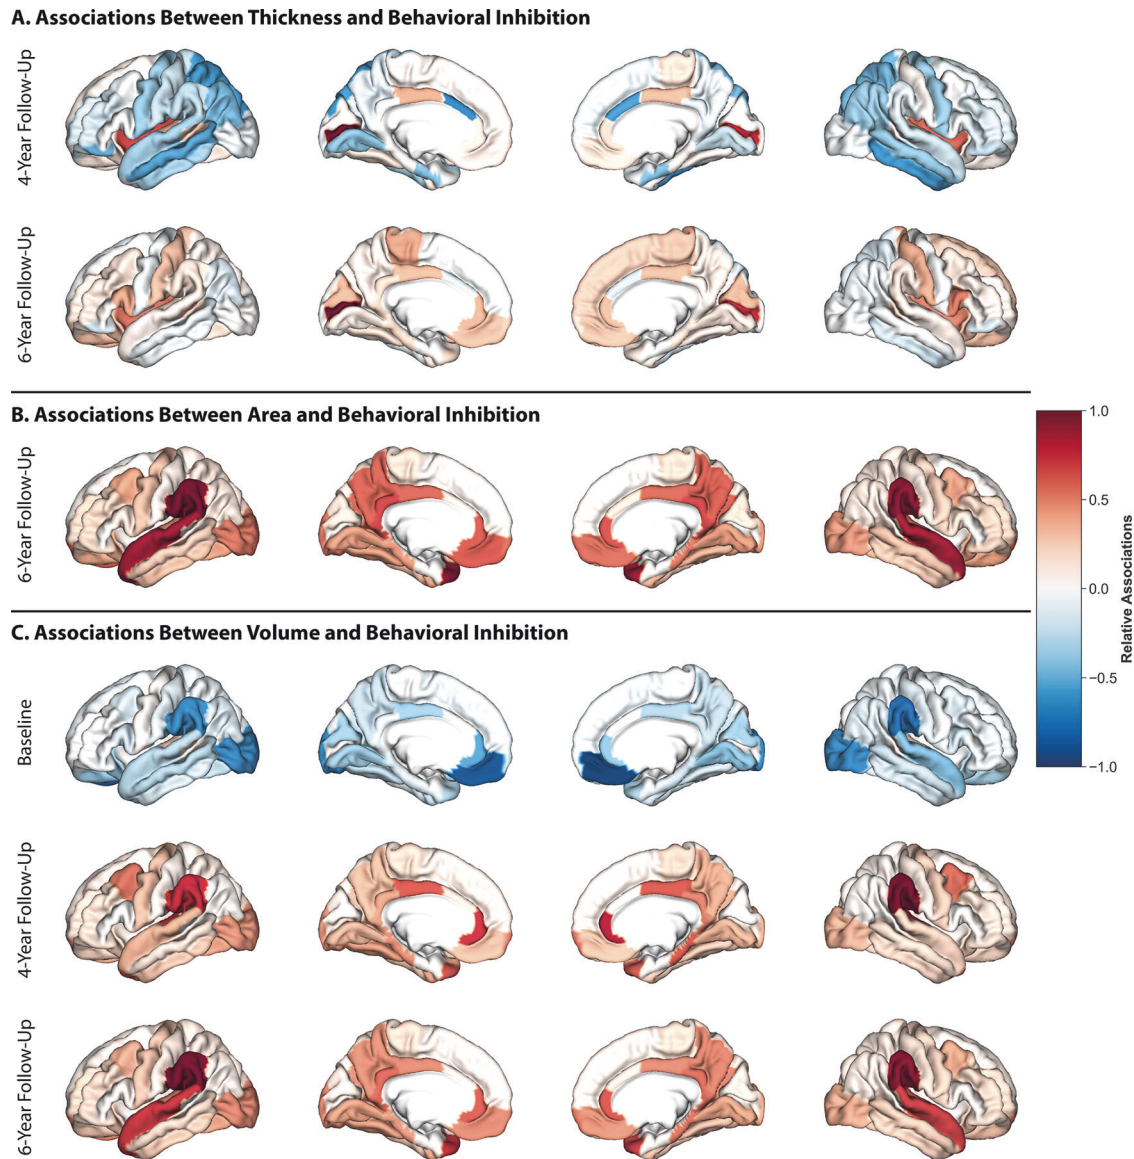 A. Associations Between Thickness and Behavioral Inhibition
4-Year Follow-Up
6-Year Follow-Up
B. Associations Between Area and Behavioral Inhibition
6-Year Follow-Up
1.0
0.5
0.0
−0.5
−1.0
Relative Associations
C. Associations Between Volume and Behavioral Inhibition
Baseline
4-Year Follow-Up
6-Year Follow-Up